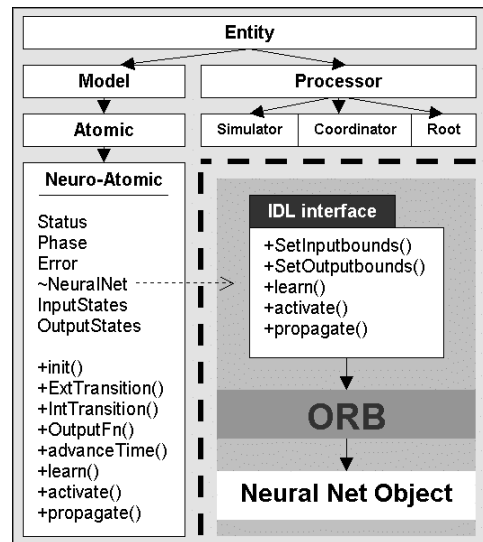 Entity
Model
Processor
Atomic
Simulator
Coordinator
Root
Neuro-Atomic
Status
Phase
Error
~NeuralNet
InputStates
OutputStates
+init()
+ExtTransition()
+IntTransition()
+OutputFn()
+advanceTime()
+learn()
+activate()
+propagate()
IDL interface
+SetInputbounds()
+SetOutputbounds()
+learn()
+activate()
+propagate()
ORB
Neural Net Object